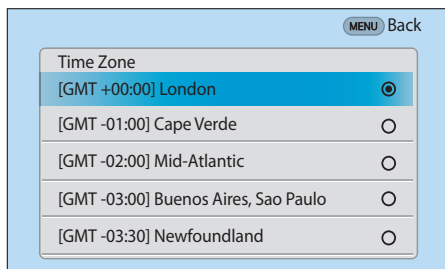 MENU Back
Time Zone
[GMT +00:00] London
[GMT -01:00] Cape Verde
[GMT -02:00] Mid-Atlantic
[GMT -03:00] Buenos Aires, Sao Paulo
[GMT -03:30] Newfoundland